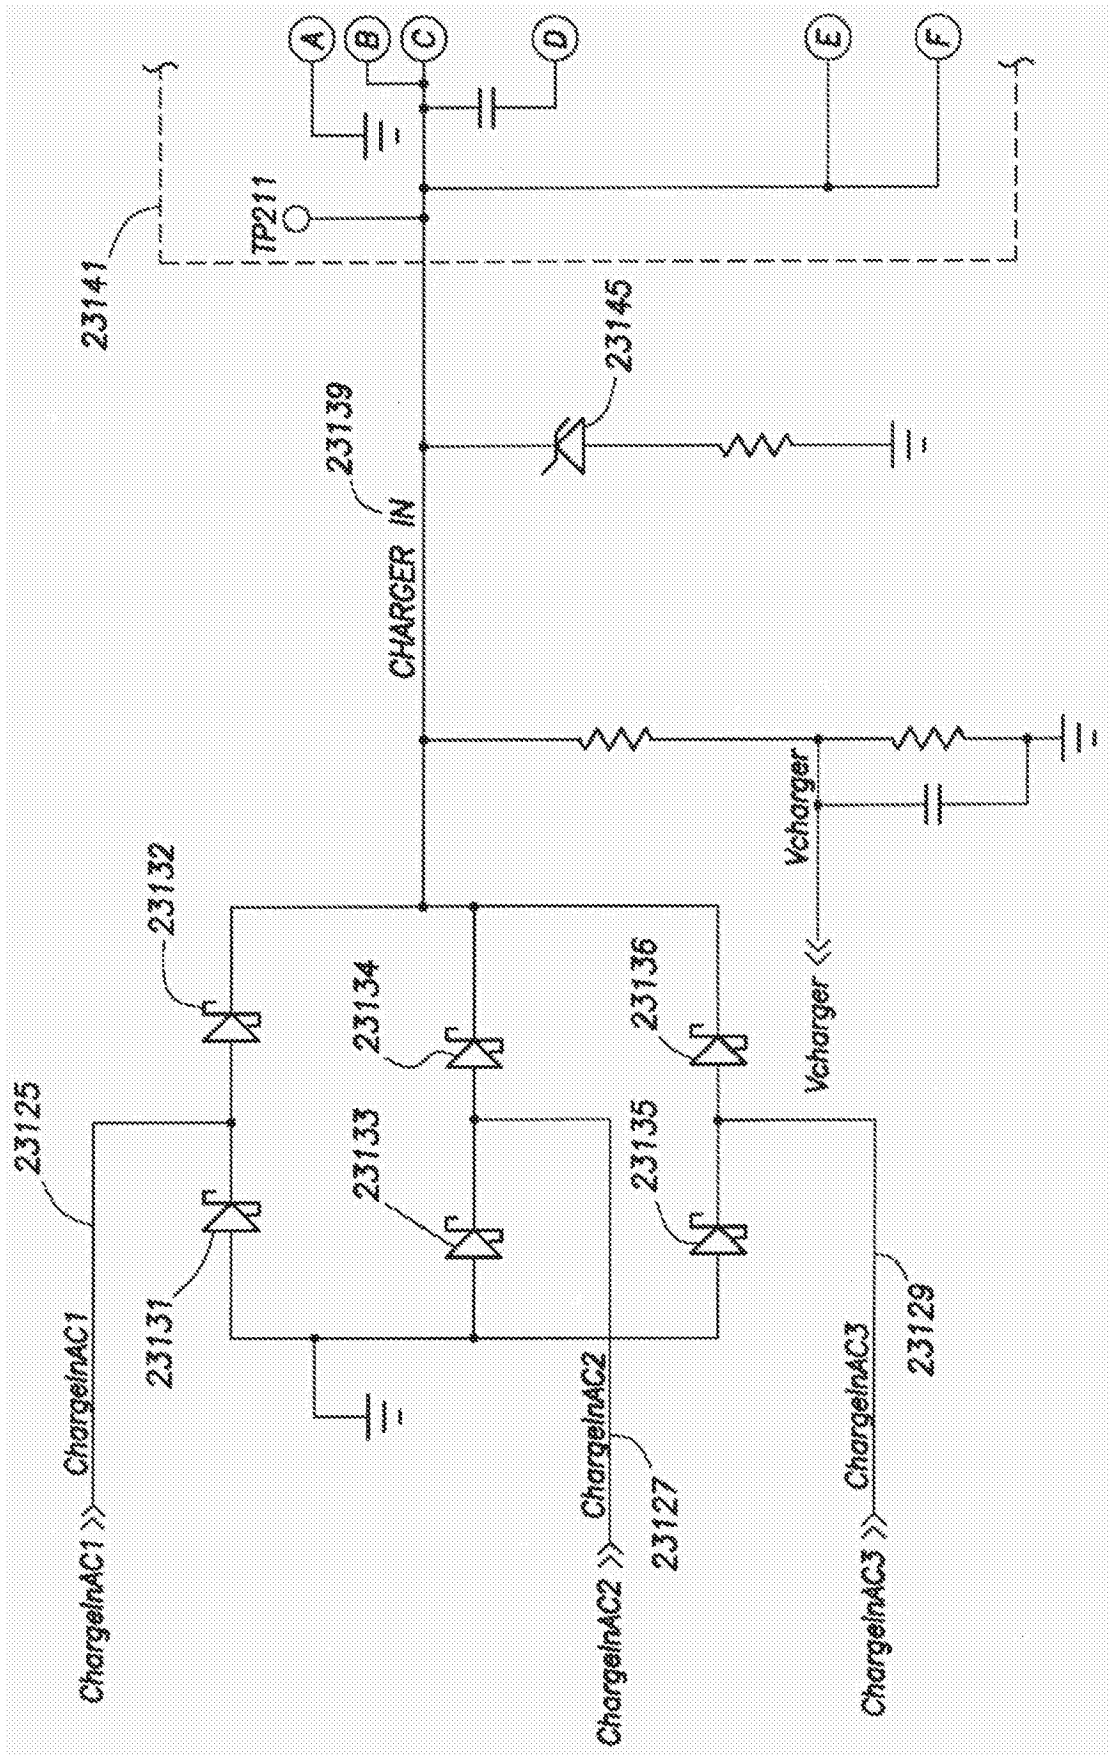 ChargeInAC1
ChargeInAC1
23125
23131
23132
23141
TP211
A
B
C
D
E
F
23133
23134
CHARGER IN
23139
ChargeInAC2
ChargeInAC2
23127
23135
23136
23145
Vcharger
Vcharger
ChargeInAC3
ChargeInAC3
23129